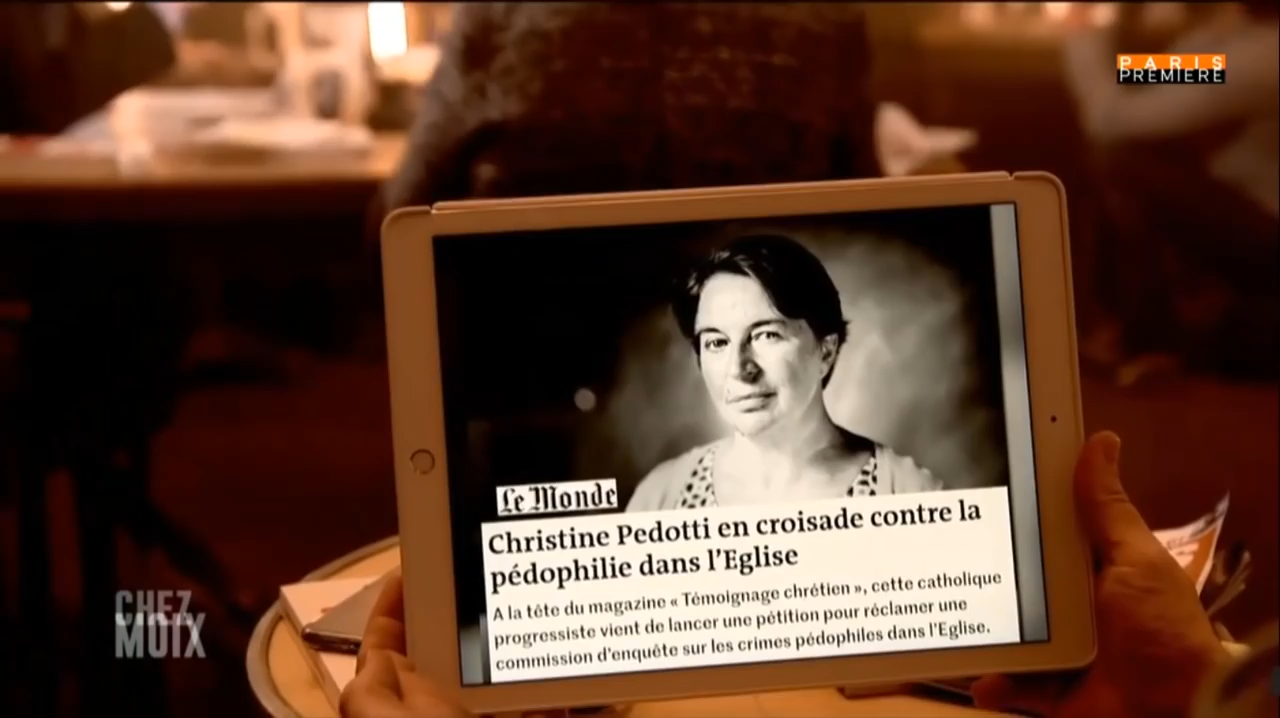 PARIS
PREMIERE
Le Monde
Christine Pedotti en croisade contre la
pédophilie dans l'Eglise
A la tête du magazine « Témoignage chrétien », cette catholique
progressiste vient de lancer une pétition pour réclamer une
commission d'enquête sur les crimes pédophiles dans l'Eglise.
CHEZ
MOIX